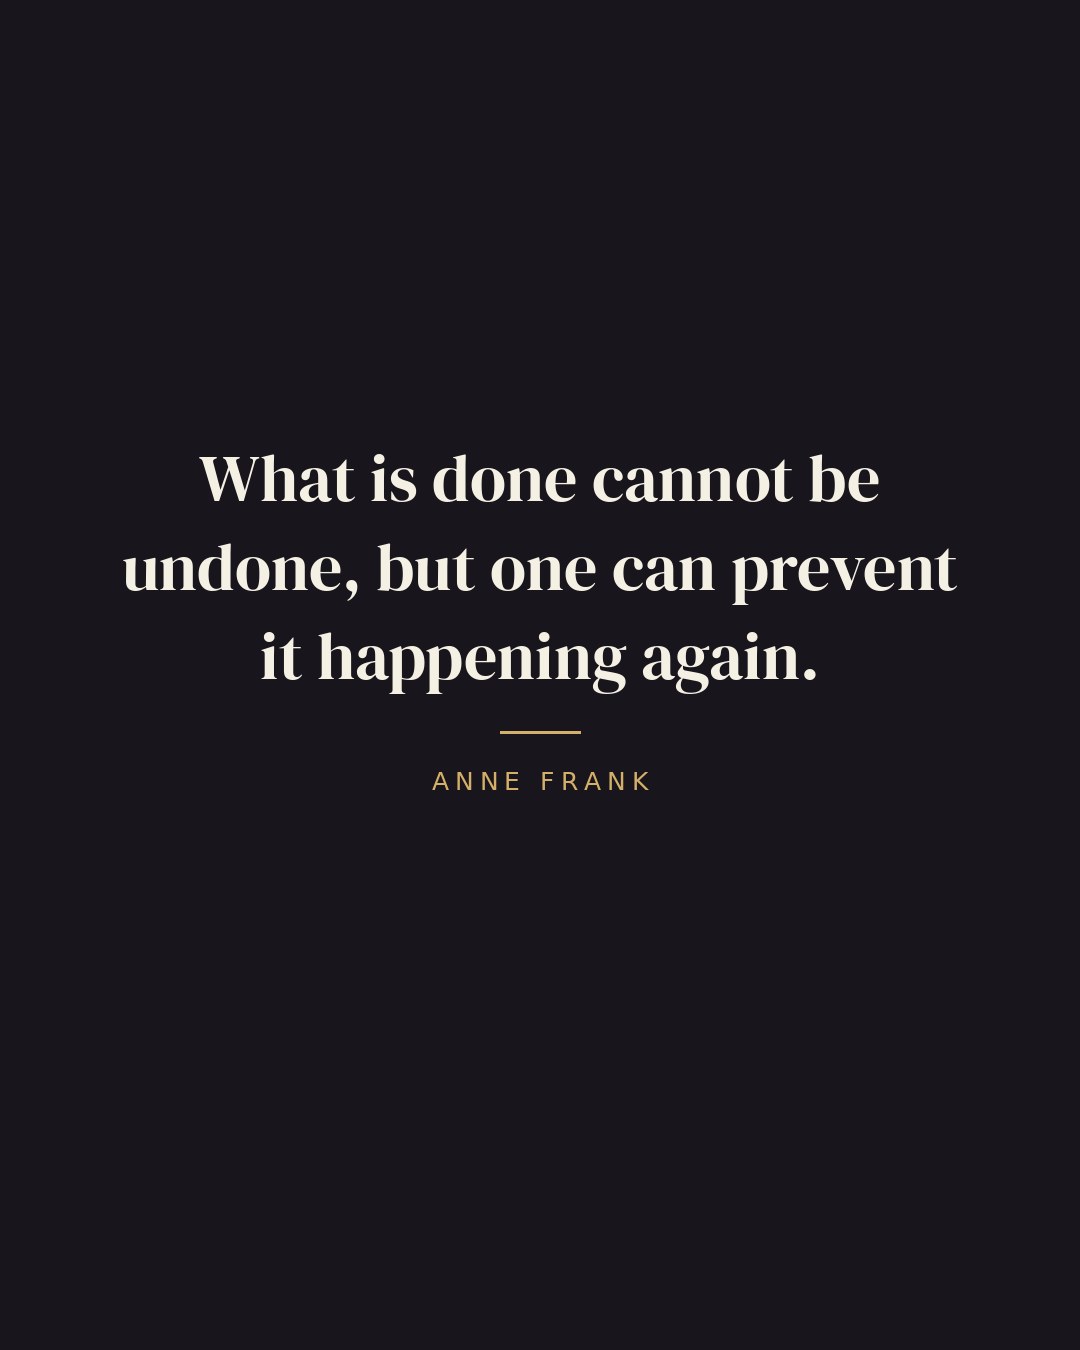 What is done cannot be
undone, but one can prevent
it happening again.
ANNE FRANK